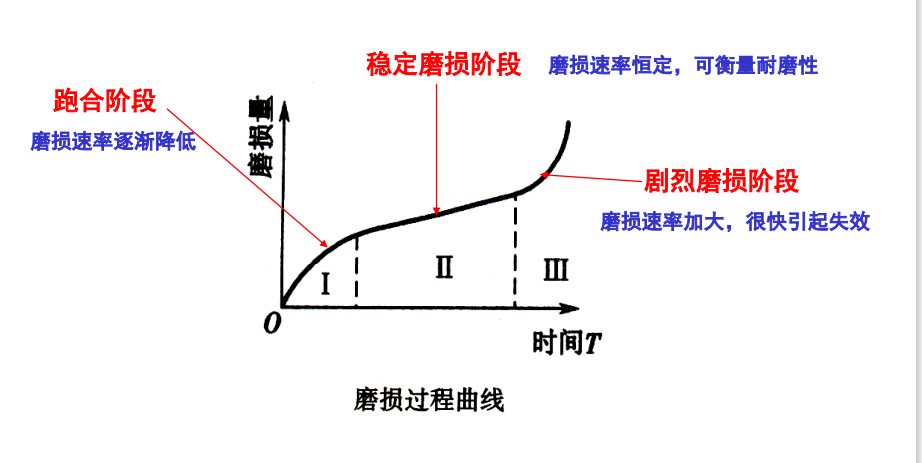 稳定磨损阶段 磨损速率恒定，可衡量耐磨性
跑合阶段
磨损速率逐渐降低
磨损量
剧烈磨损阶段
磨损速率加大，很快引起失效
Ⅰ
Ⅱ
Ⅲ
O
时间T
磨损过程曲线